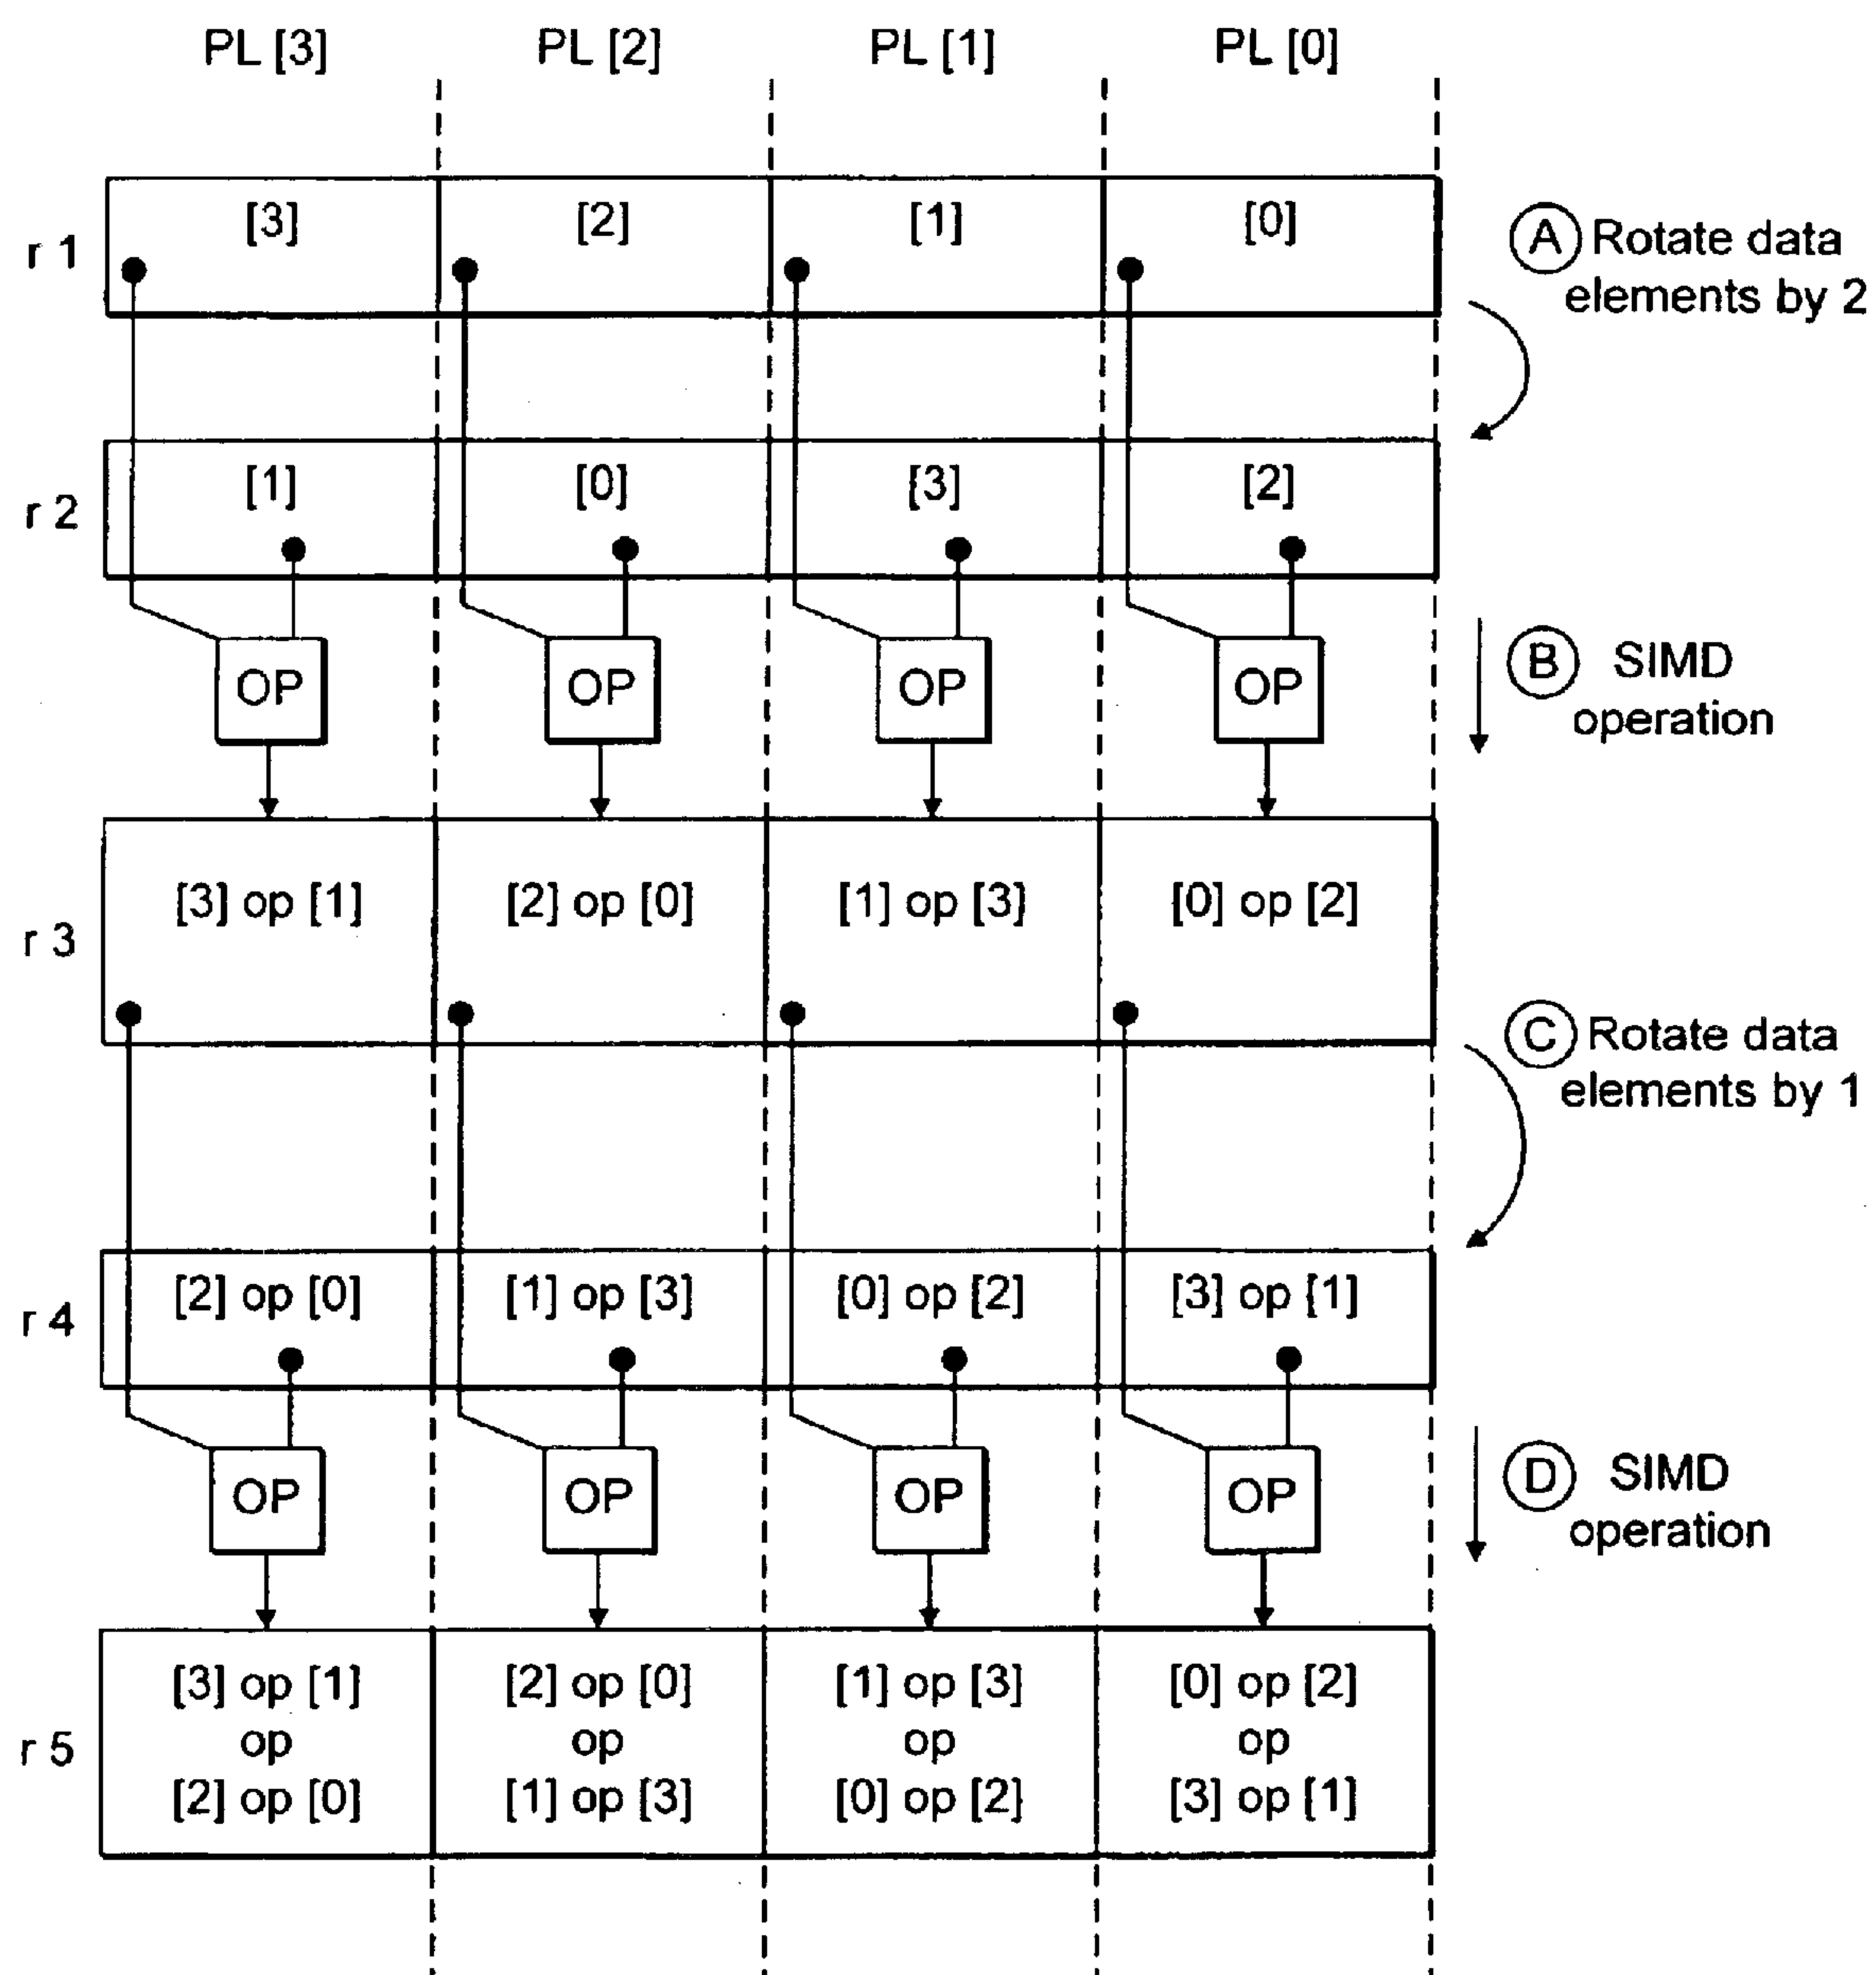 PL [3] PL [2] PL [1] PL [0]
r 1 [3] [2] [1] [0]
A Rotate data
elements by 2
r 2 [1] [0] [3] [2]
OP OP OP OP
B SIMD
operation
r 3 [3] op [1] [2] op [0] [1] op [3] [0] op [2]
C Rotate data
elements by 1
r 4 [2] op [0] [1] op [3] [0] op [2] [3] op [1]
OP OP OP OP
D SIMD
operation
[3] op [1] [2] op [0] [1] op [3] [0] op [2]
r 5 op op op op
[2] op [0] [1] op [3] [0] op [2] [3] op [1]